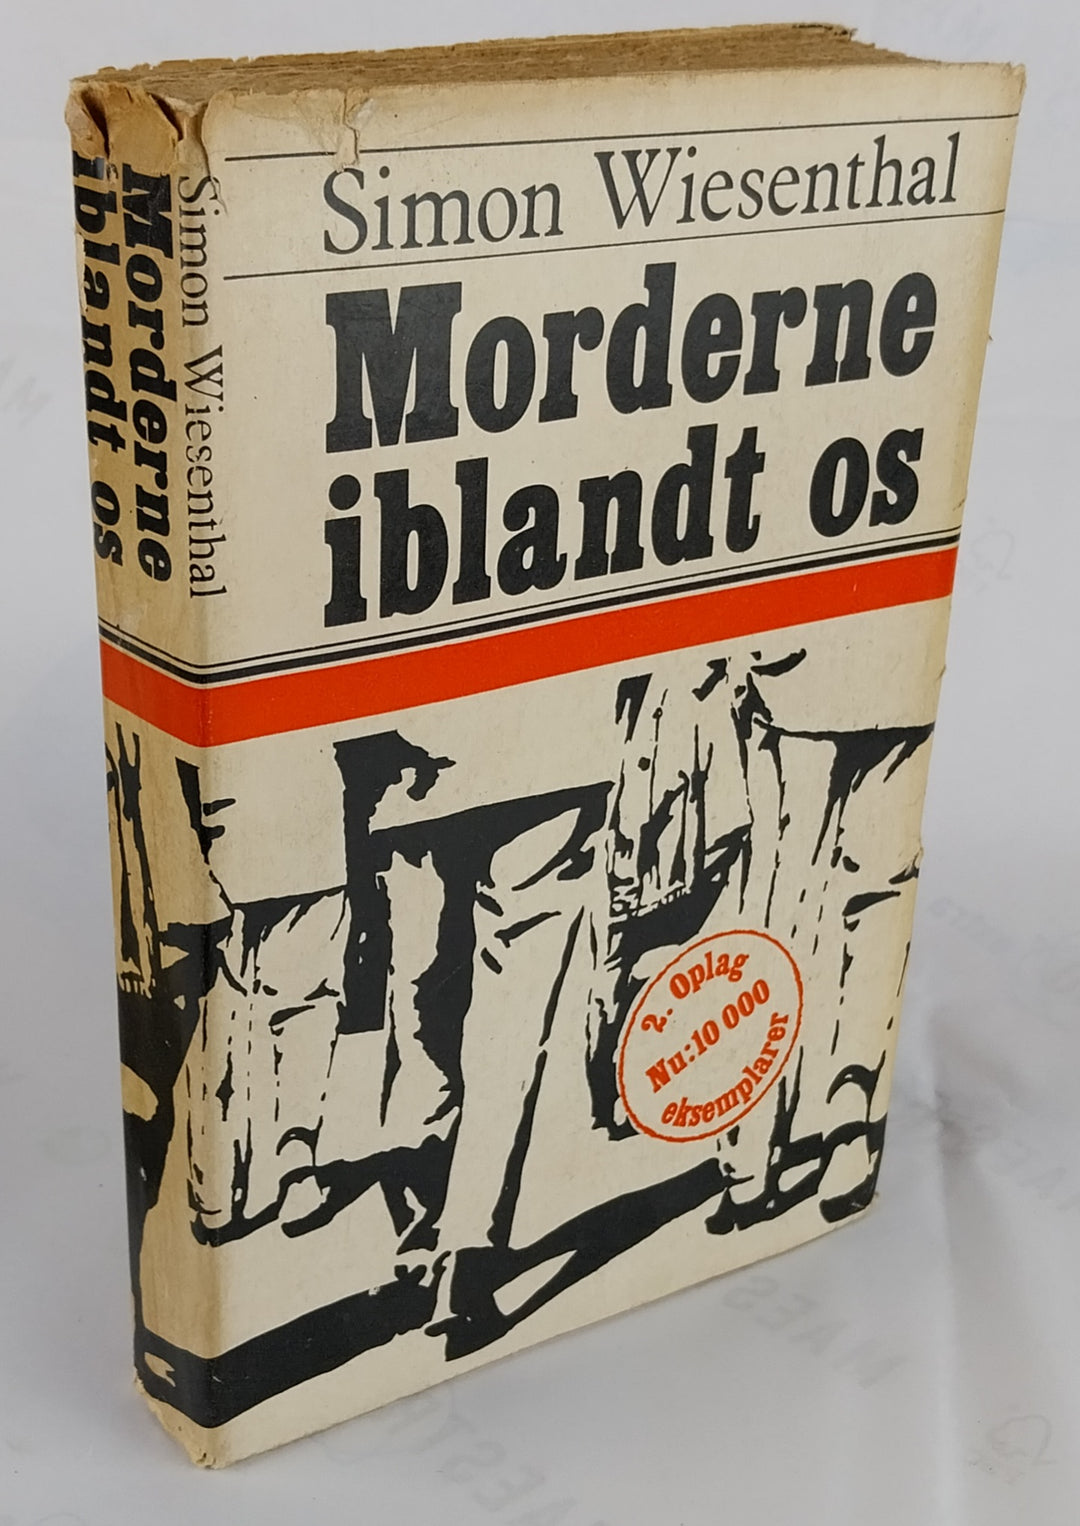 Simon Wiesenthal
Morderne
iblandt os
2. Oplag
Nu: 10 000
eksemplarer
Simon Wiesenthal
Morderne
iblandt os